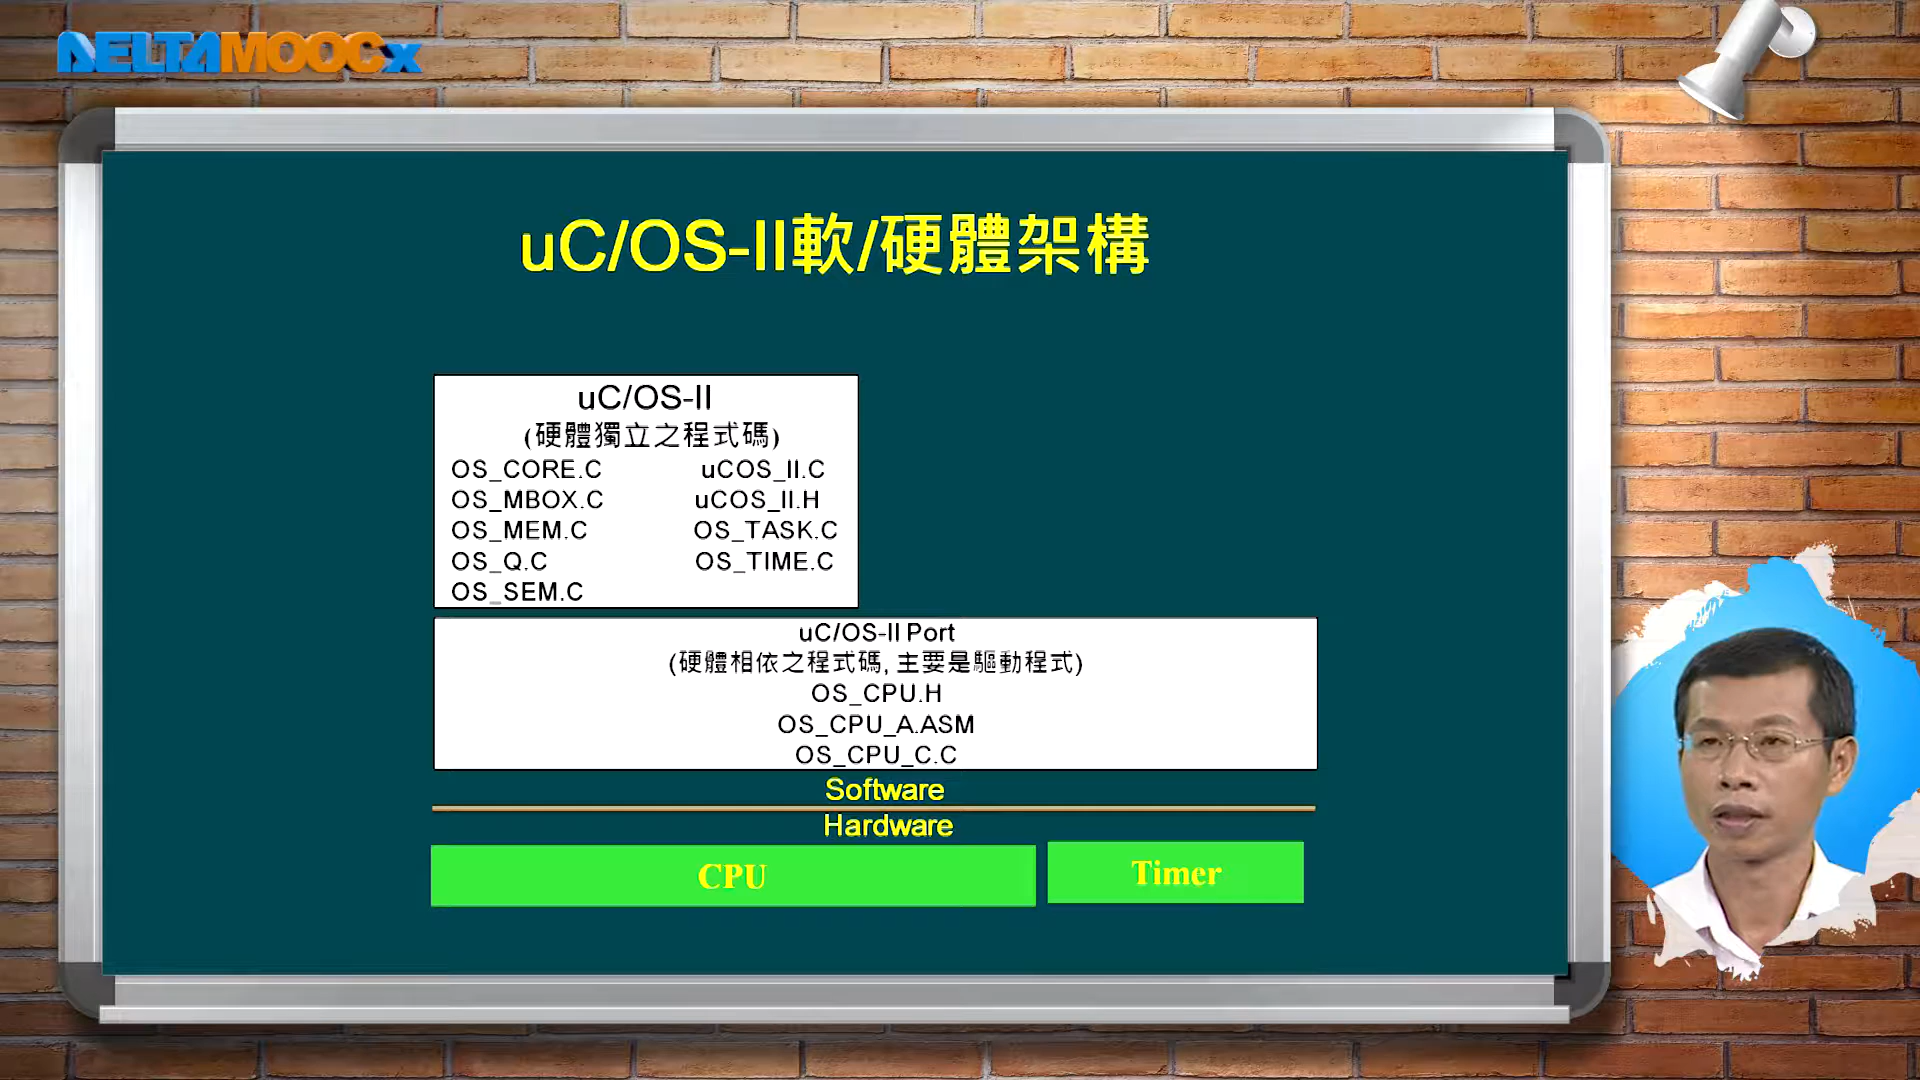 DELTAMOOCx
uC/OS-II軟/硬體架構
uC/OS-II
(硬體獨立之程式碼)
OS_CORE.C uCOS_II.C
OS_MBOX.C uCOS_II.H
OS_MEM.C OS_TASK.C
OS_Q.C OS_TIME.C
OS_SEM.C
uC/OS-II Port
(硬體相依之程式碼, 主要是驅動程式)
OS_CPU.H
OS_CPU_A.ASM
OS_CPU_C.C
Software
Hardware
CPU Timer